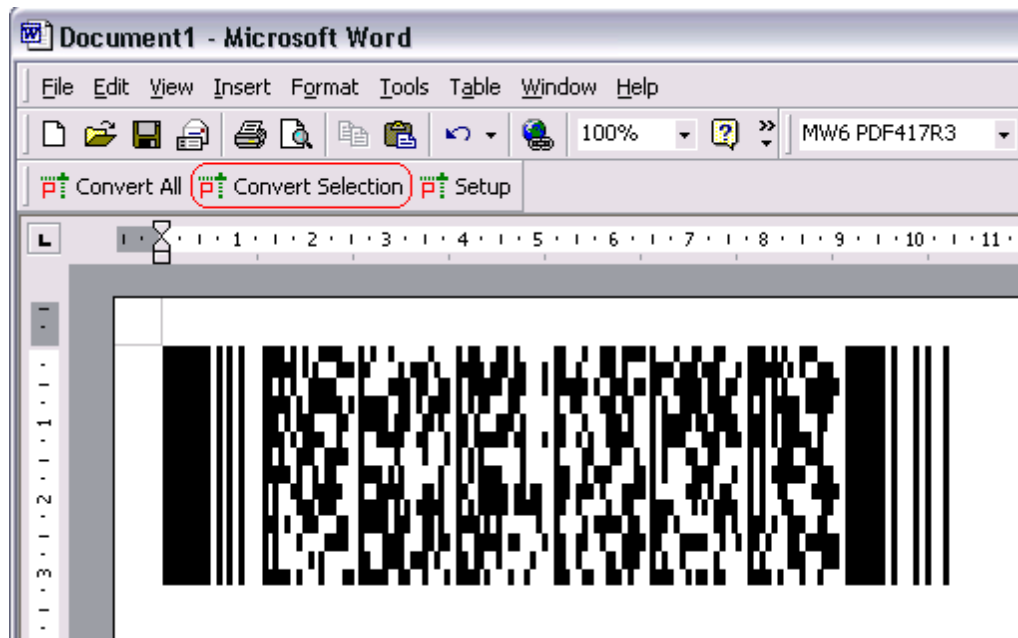 Document1 - Microsoft Word
File Edit View Insert Format Tools Table Window Help
100% MW6 PDF417R3
Convert All Convert Selection Setup
L 1 2 3 4 5 6 7 8 9 10 11
1
2
3